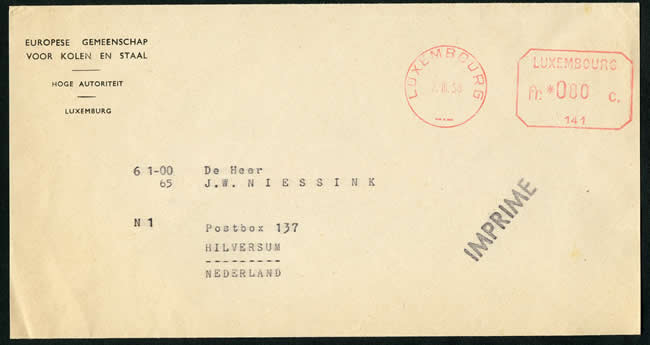 EUROPESE GEMEENSCHAP
VOOR KOLEN EN STAAL
HOGE AUTORITEIT
LUXEMBURG
LUXEMBOURG
LUXEMBOURG
Fr. *000 c.
141
6 1-00 De Heer
65 J.W. NIESSINK
N 1 Postbox 137
HILVERSUM
NEDERLAND
IMPRIME